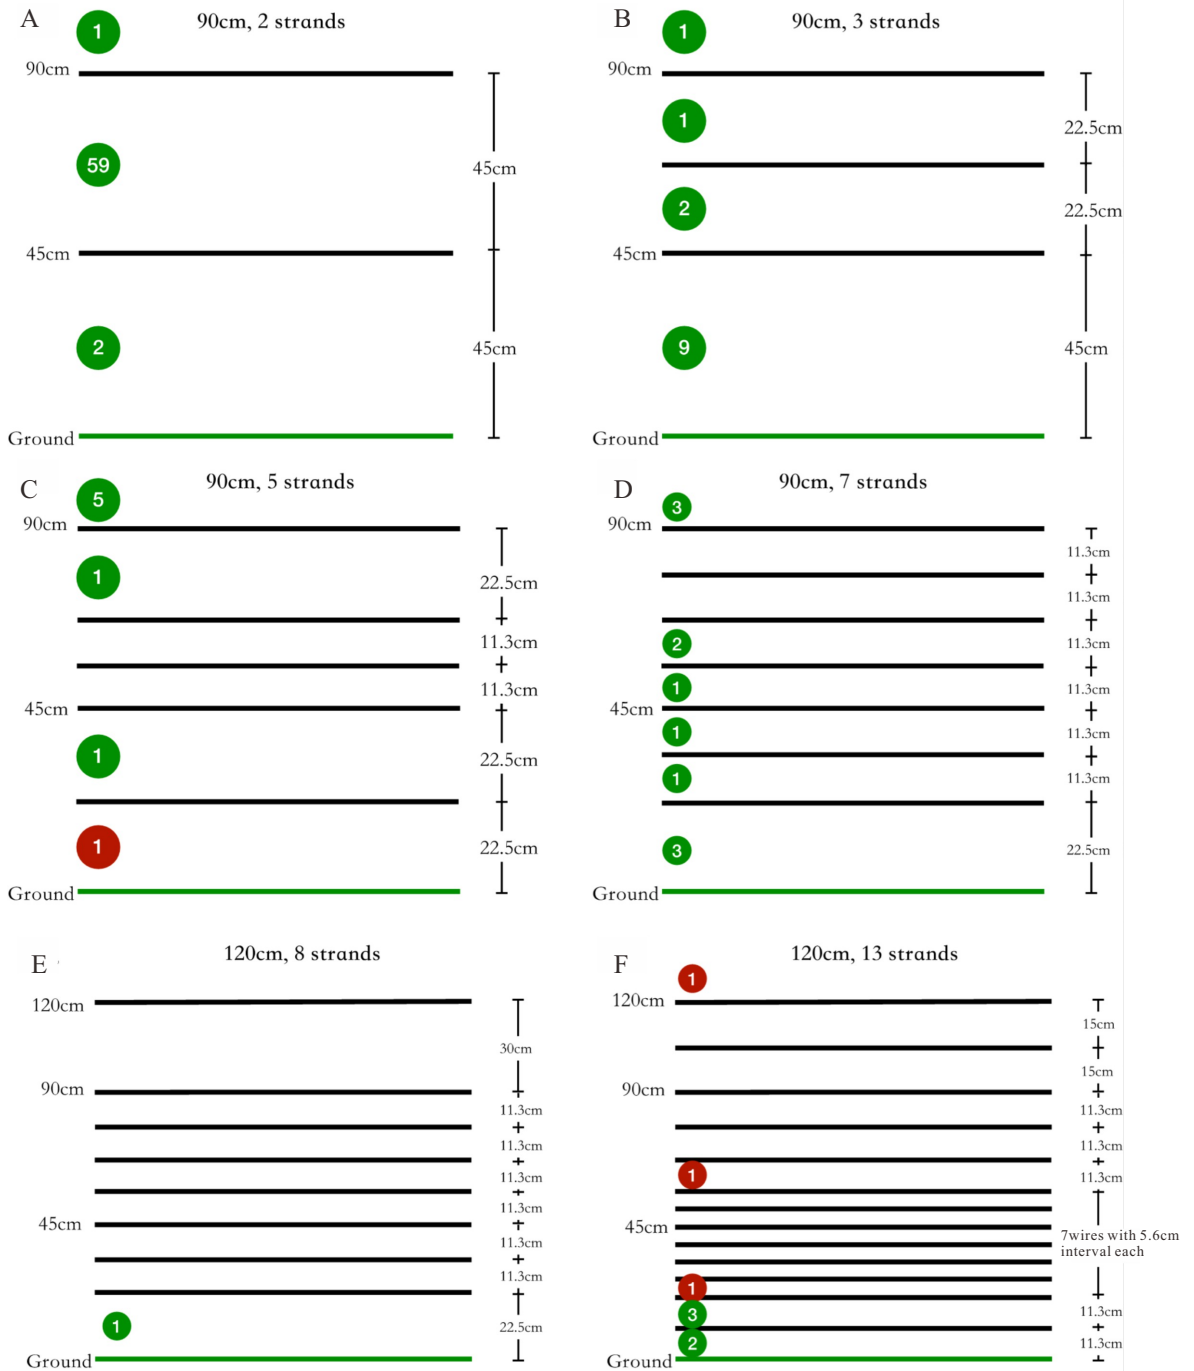 A
90cm, 2 strands
1
90cm
59
45cm
45cm
2
45cm
Ground
B
90cm, 3 strands
1
90cm
1
22.5cm
2
22.5cm
45cm
9
45cm
Ground
C
90cm, 5 strands
5
90cm
1
22.5cm
11.3cm
11.3cm
45cm
1
22.5cm
1
22.5cm
Ground
D
90cm, 7 strands
3
90cm
11.3cm
11.3cm
2
11.3cm
1
11.3cm
45cm
1
11.3cm
1
11.3cm
3
22.5cm
Ground
E
120cm, 8 strands
120cm
30cm
90cm
11.3cm
11.3cm
11.3cm
11.3cm
45cm
11.3cm
11.3cm
1
22.5cm
Ground
F
120cm, 13 strands
1
120cm
15cm
15cm
90cm
11.3cm
11.3cm
1
11.3cm
45cm
7wires with 5.6cm
interval each
1
3
11.3cm
2
11.3cm
Ground